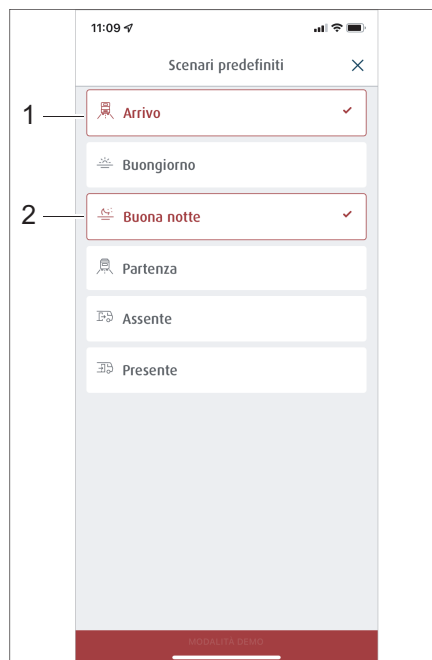 11:09
Scenari predefiniti
1
Arrivo
Buongiorno
2
Buona notte
Partenza
Assente
Presente
MODALITÀ DEMO